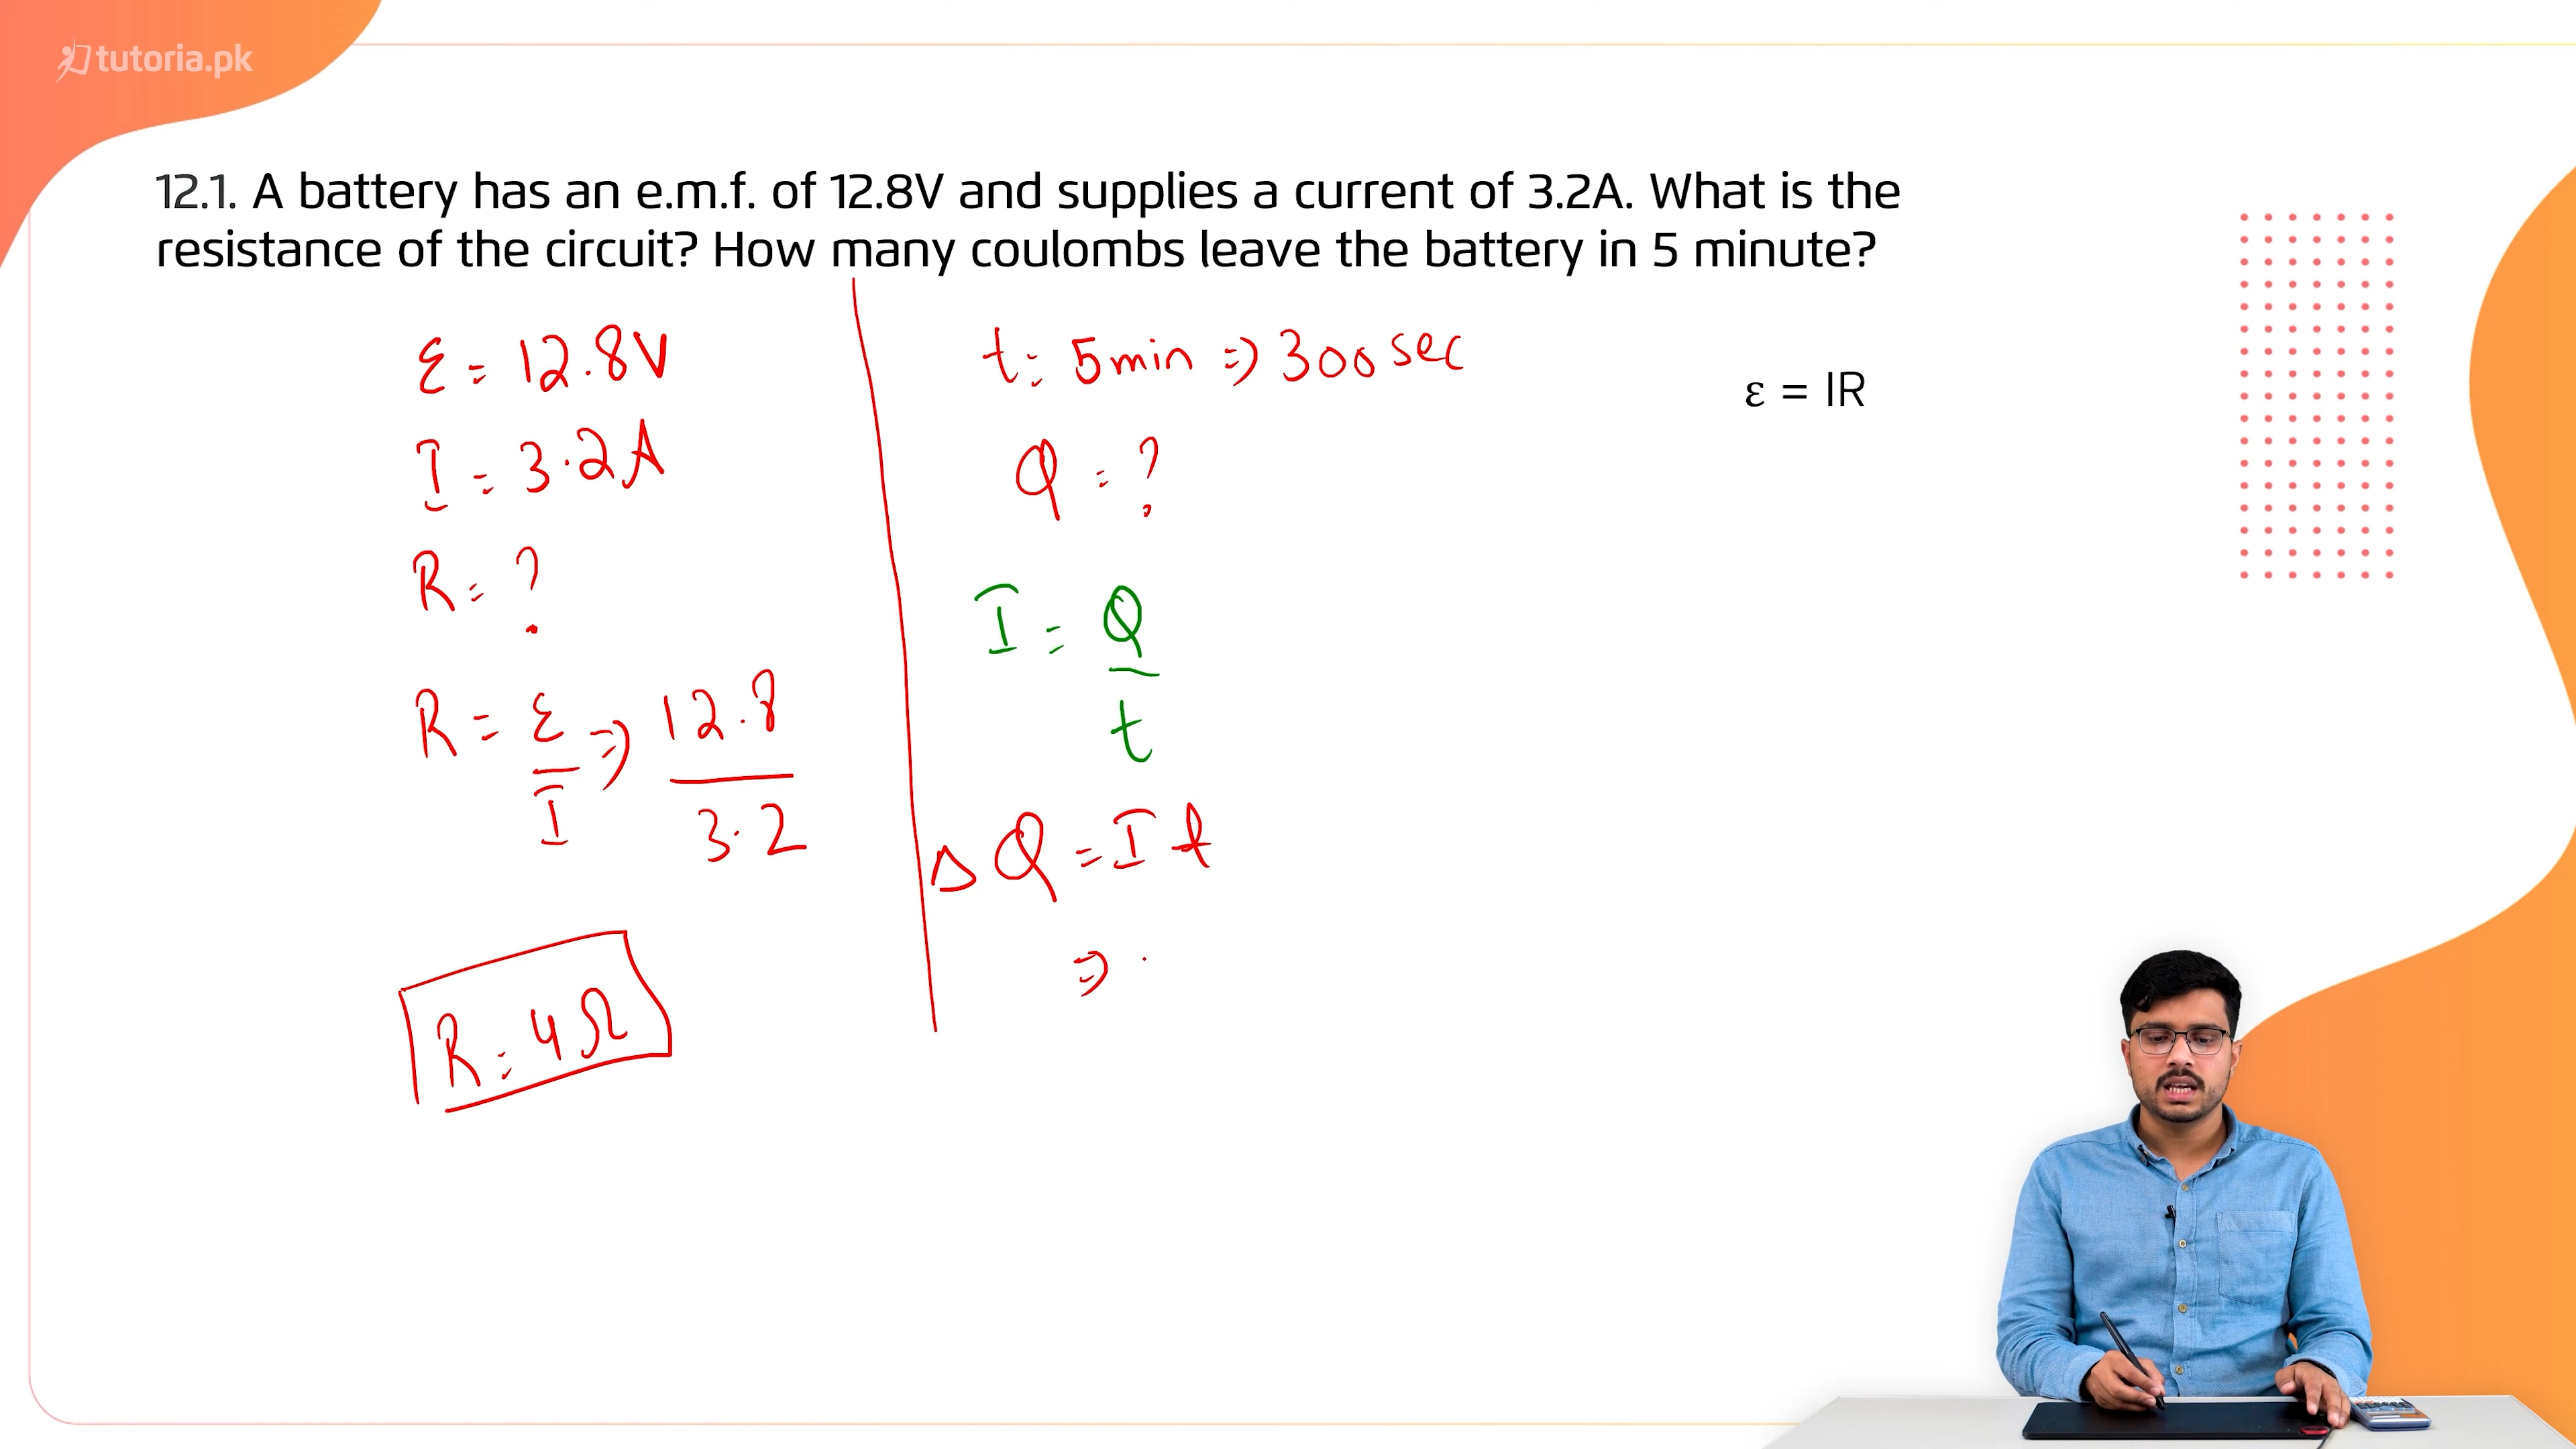 tutoria.pk
12.1. A battery has an e.m.f. of 12.8V and supplies a current of 3.2A. What is the
resistance of the circuit? How many coulombs leave the battery in 5 minute?
ε = 12.8V
I = 3.2A
R = ?
R = ε/I ⇒ 12.8/3.2
R = 4Ω
t = 5min ⇒ 300 sec
Q = ?
I = Q/t
Δ Q = I t
⇒
ε = IR